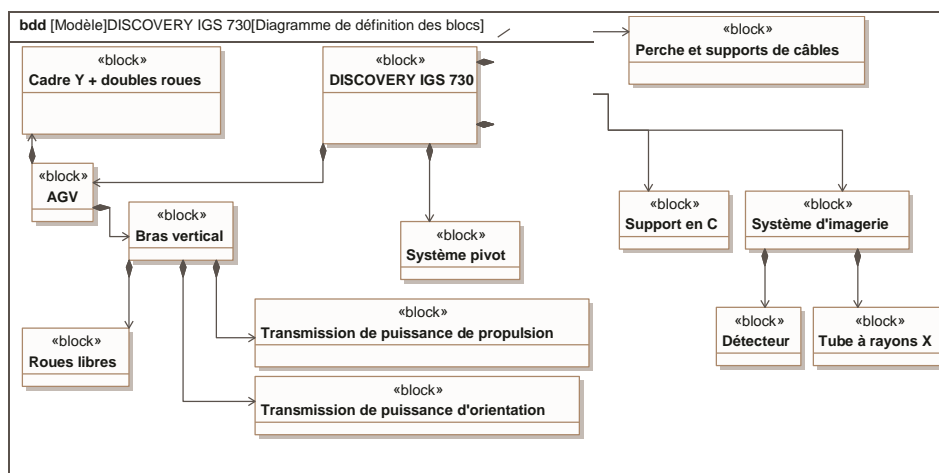 bdd [Modèle]DISCOVERY IGS 730[Diagramme de définition des blocs]
«block»
Perche et supports de câbles
«block»
Cadre Y + doubles roues
«block»
DISCOVERY IGS 730
«block»
AGV
«block»
Bras vertical
«block»
Système pivot
«block»
Support en C
«block»
Système d'imagerie
«block»
Roues libres
«block»
Transmission de puissance de propulsion
«block»
Transmission de puissance d'orientation
«block»
Détecteur
«block»
Tube à rayons X